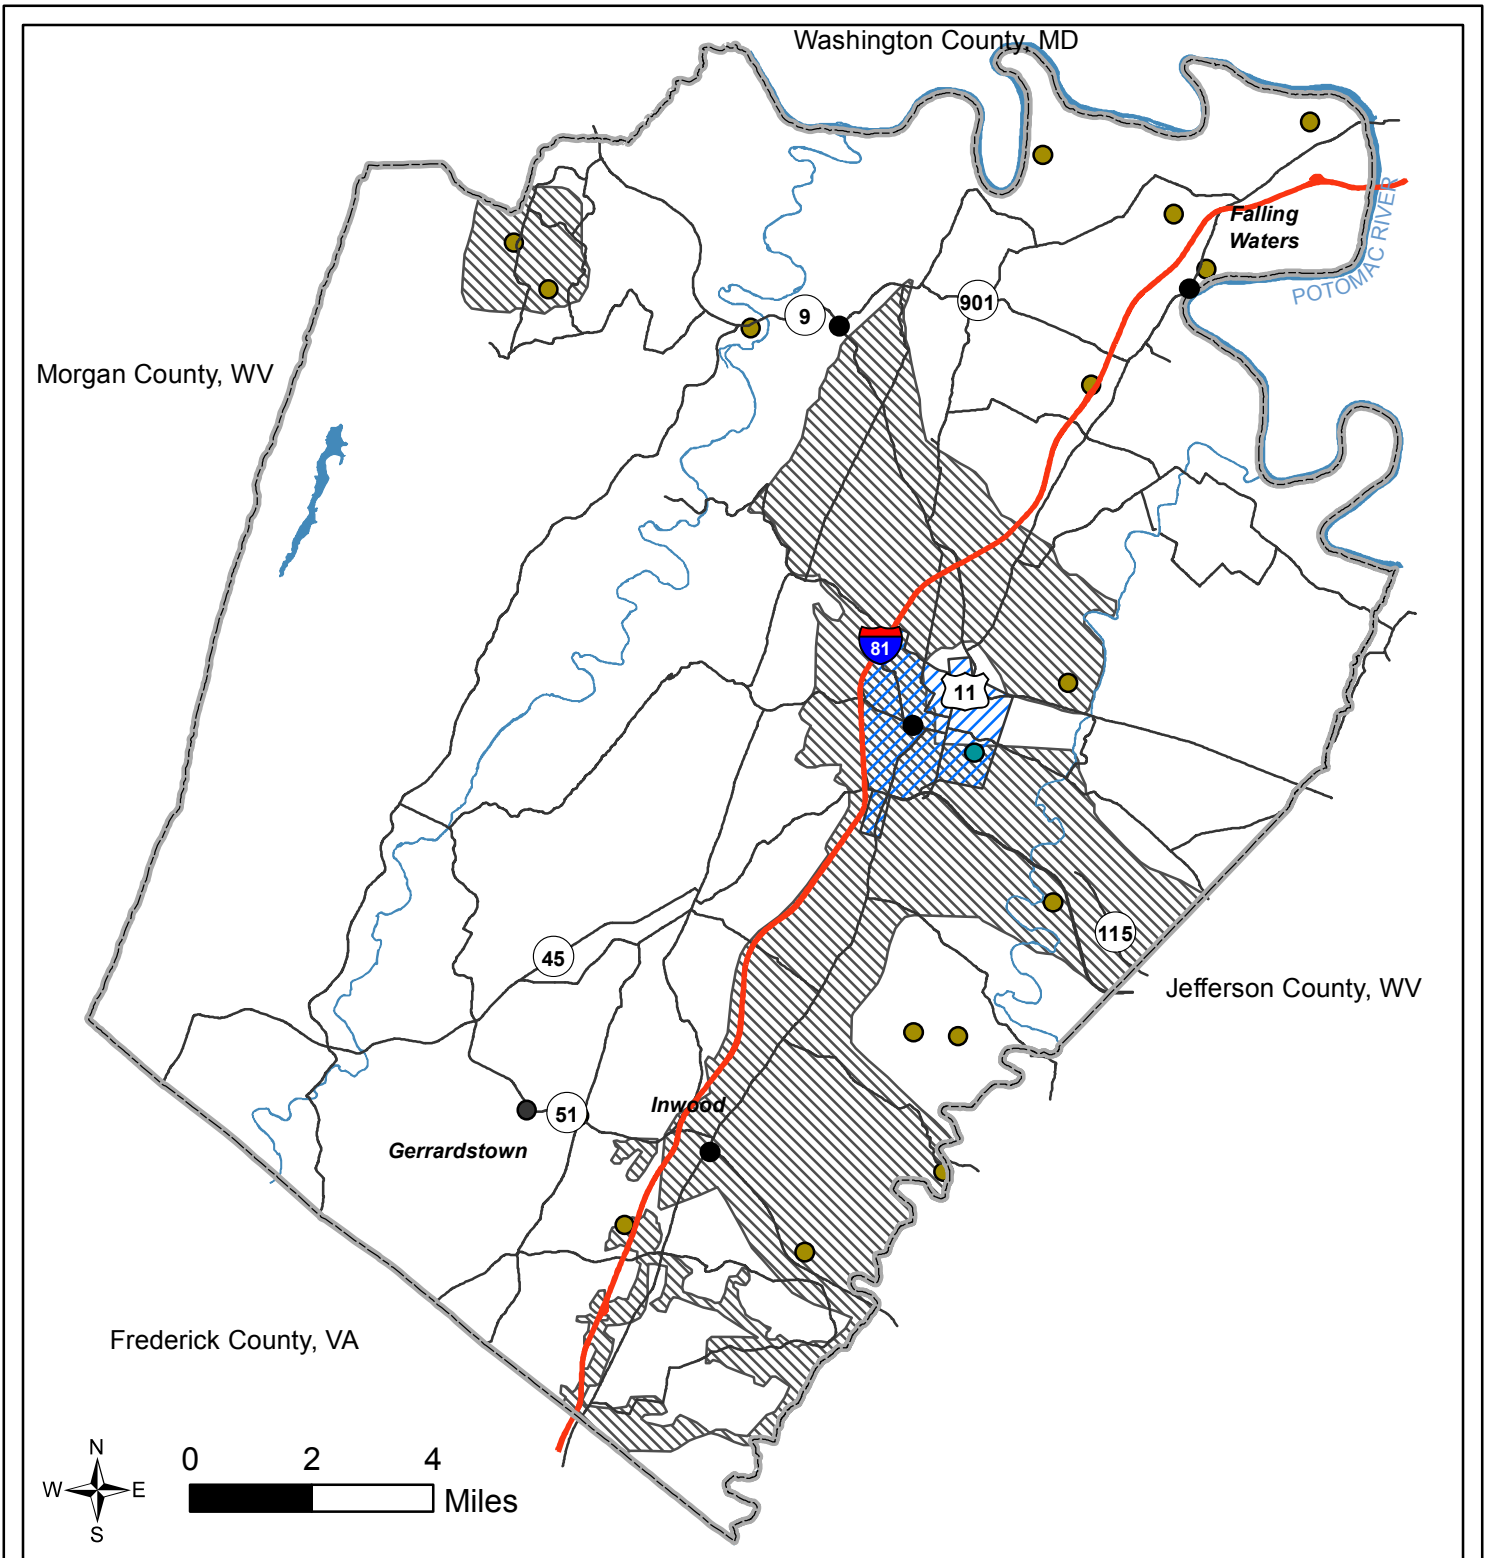 Washington County, MD
Falling
Waters
POTOMAC RIVER
901
9
Morgan County, WV
81
11
115
45
Jefferson County, WV
Inwood
51
Gerrardstown
Frederick County, VA
N
W E
S
0 2 4
Miles